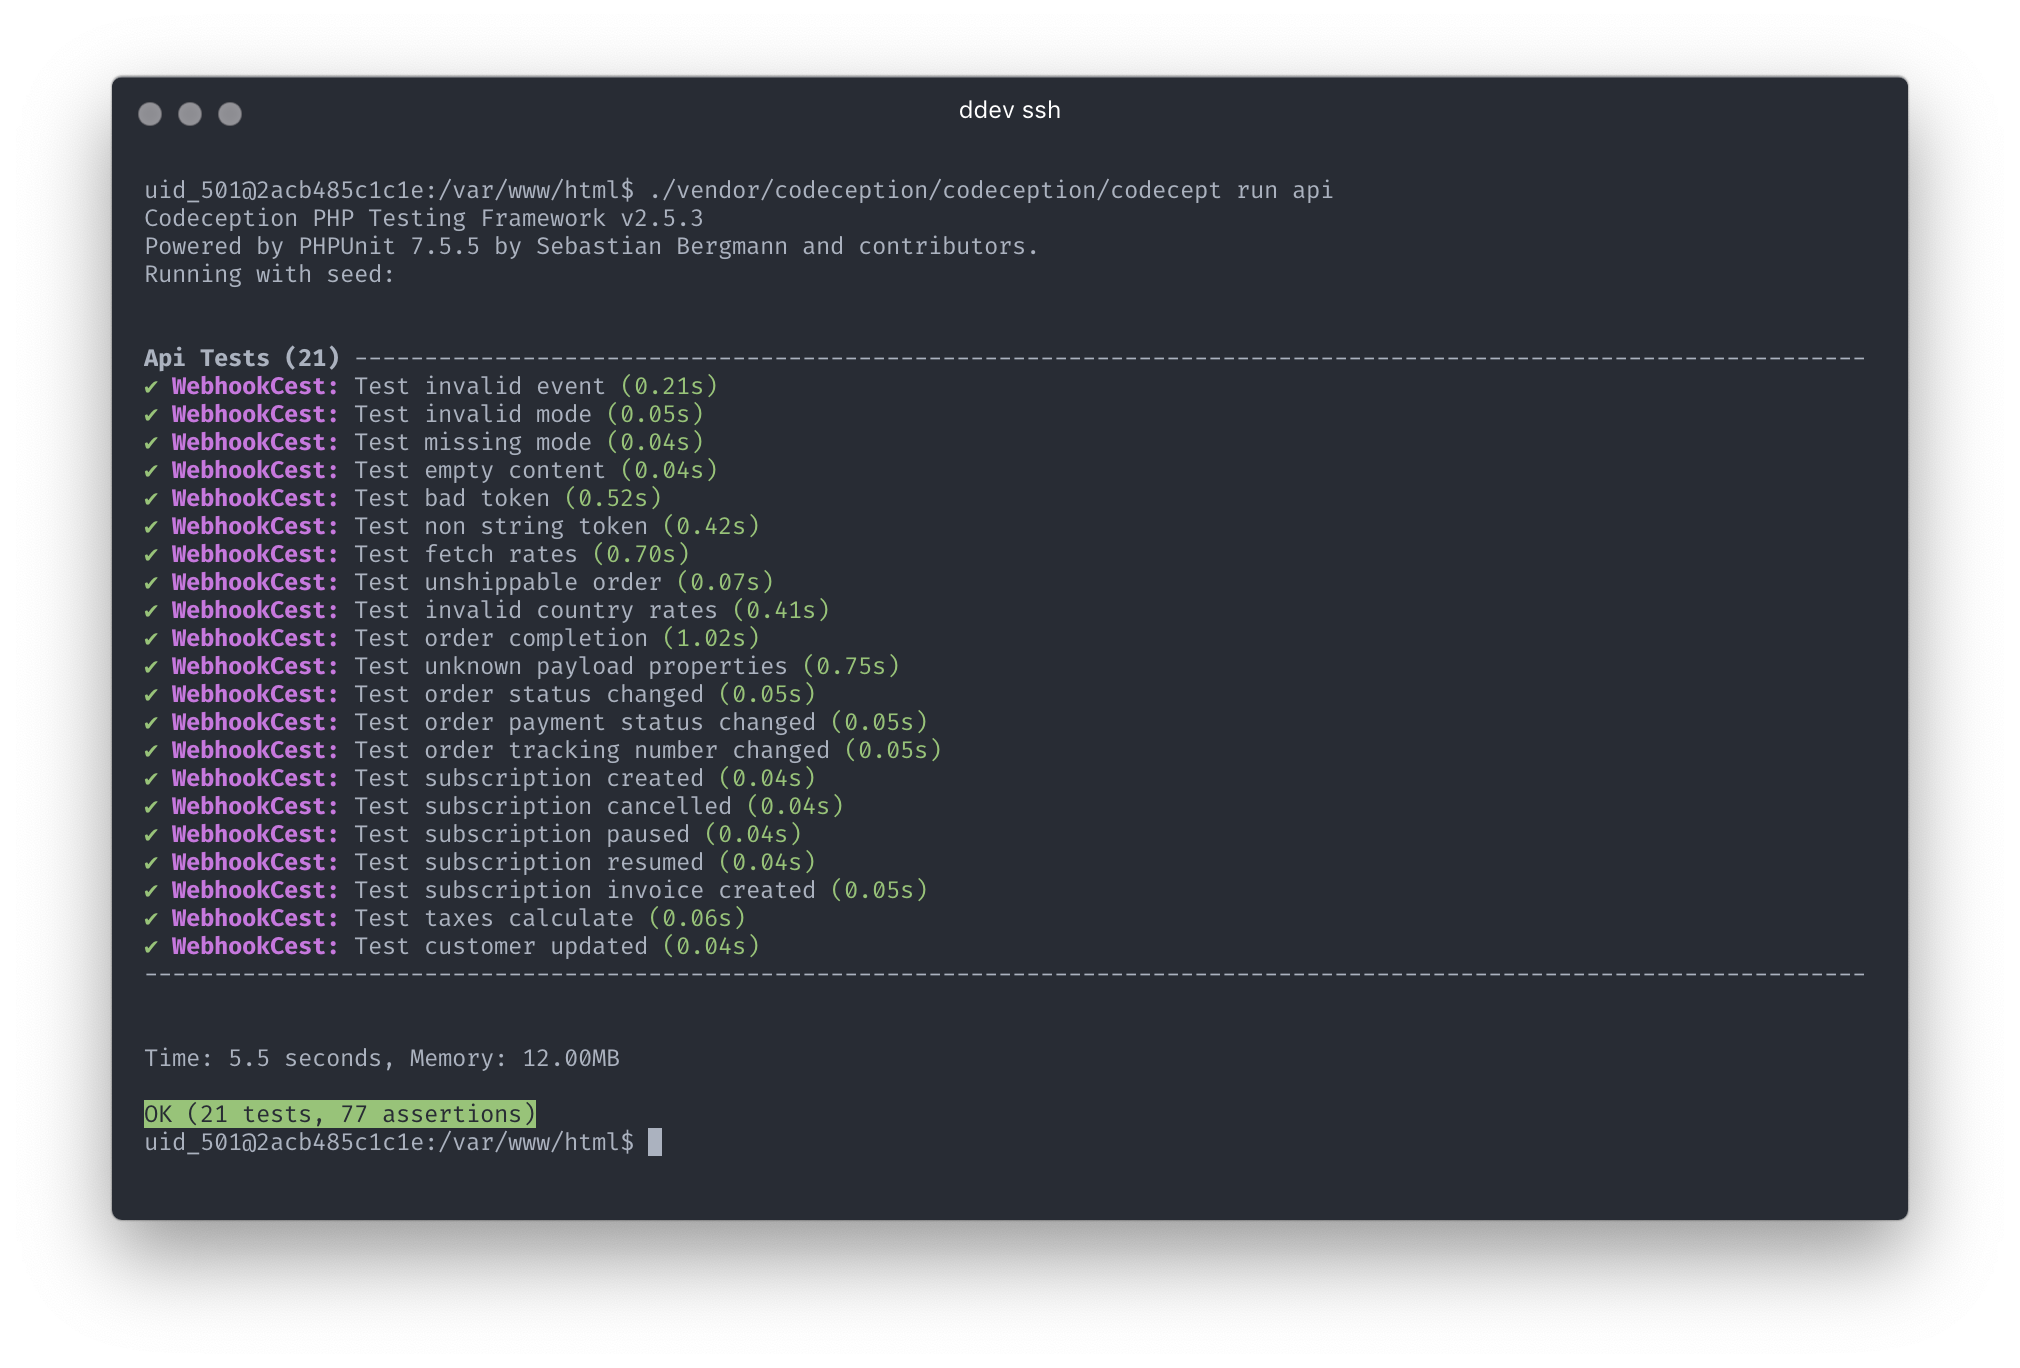 ddev ssh
uid_501@2acb485c1c1e:/var/www/html$ ./vendor/codeception/codeception/codecept run api
Codeception PHP Testing Framework v2.5.3
Powered by PHPUnit 7.5.5 by Sebastian Bergmann and contributors.
Running with seed:
Api Tests (21) ------------------------------------------------------------------------------------------------------------
✔ WebhookCest: Test invalid event (0.21s)
✔ WebhookCest: Test invalid mode (0.05s)
✔ WebhookCest: Test missing mode (0.04s)
✔ WebhookCest: Test empty content (0.04s)
✔ WebhookCest: Test bad token (0.52s)
✔ WebhookCest: Test non string token (0.42s)
✔ WebhookCest: Test fetch rates (0.70s)
✔ WebhookCest: Test unshippable order (0.07s)
✔ WebhookCest: Test invalid country rates (0.41s)
✔ WebhookCest: Test order completion (1.02s)
✔ WebhookCest: Test unknown payload properties (0.75s)
✔ WebhookCest: Test order status changed (0.05s)
✔ WebhookCest: Test order payment status changed (0.05s)
✔ WebhookCest: Test order tracking number changed (0.05s)
✔ WebhookCest: Test subscription created (0.04s)
✔ WebhookCest: Test subscription cancelled (0.04s)
✔ WebhookCest: Test subscription paused (0.04s)
✔ WebhookCest: Test subscription resumed (0.04s)
✔ WebhookCest: Test subscription invoice created (0.05s)
✔ WebhookCest: Test taxes calculate (0.06s)
✔ WebhookCest: Test customer updated (0.04s)
---------------------------------------------------------------------------------------------------------------------------
Time: 5.5 seconds, Memory: 12.00MB
OK (21 tests, 77 assertions)
uid_501@2acb485c1c1e:/var/www/html$